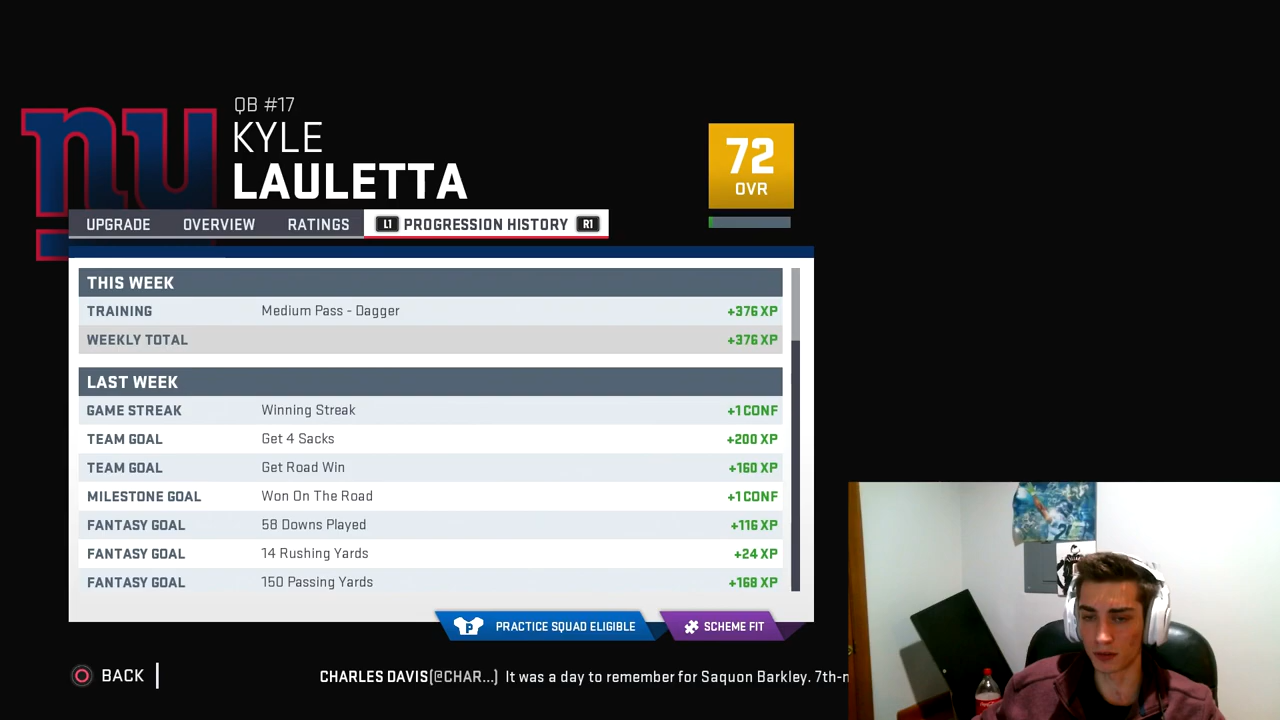 QB #17
KYLE
LAULETTA
72
OVR
ny
UPGRADE OVERVIEW RATINGS L1 PROGRESSION HISTORY R1
THIS WEEK
TRAINING Medium Pass - Dagger +376 XP
WEEKLY TOTAL +376 XP
LAST WEEK
GAME STREAK Winning Streak +1 CONF
TEAM GOAL Get 4 Sacks +200 XP
TEAM GOAL Get Road Win +160 XP
MILESTONE GOAL Won On The Road +1 CONF
FANTASY GOAL 58 Downs Played +116 XP
FANTASY GOAL 14 Rushing Yards +24 XP
FANTASY GOAL 150 Passing Yards +168 XP
P PRACTICE SQUAD ELIGIBLE SCHEME FIT
BACK CHARLES DAVIS(@CHAR...) It was a day to remember for Saquon Barkley.